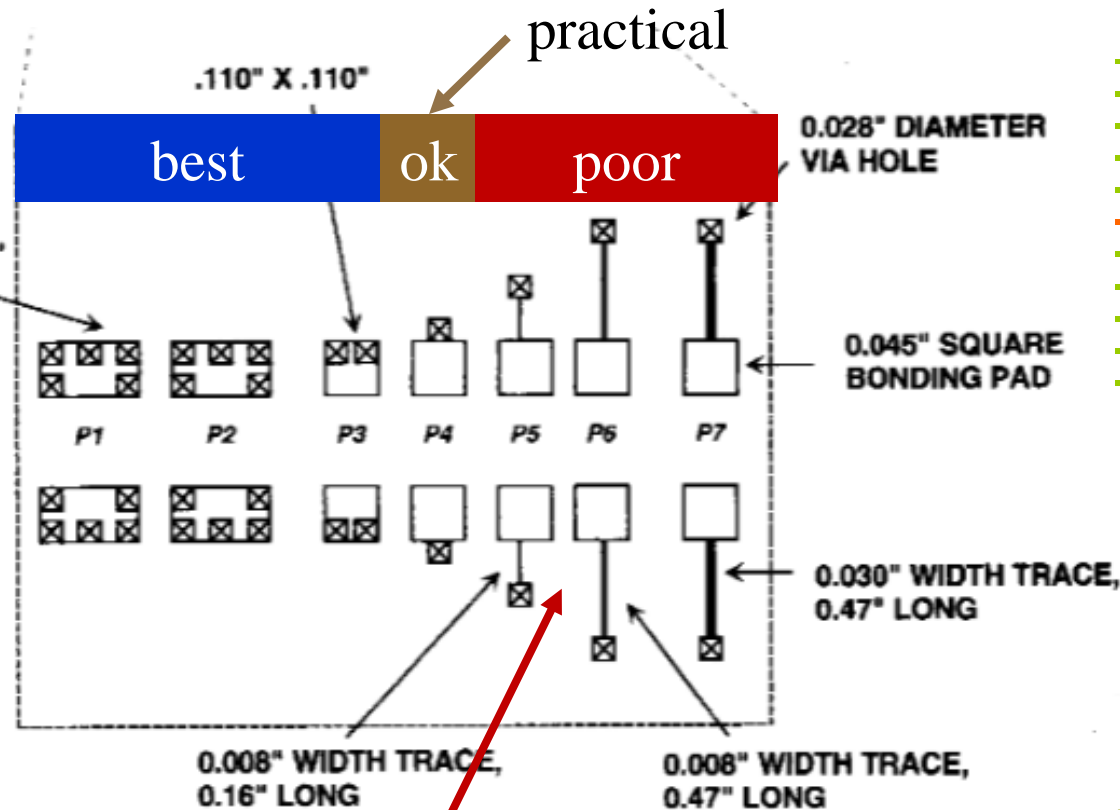 practical
.110" X .110"
best ok poor
0.028" DIAMETER
VIA HOLE
0.045" SQUARE
BONDING PAD
P1 P2 P3 P4 P5 P6 P7
0.030" WIDTH TRACE,
0.47" LONG
0.008" WIDTH TRACE,
0.16" LONG
0.008" WIDTH TRACE,
0.47" LONG